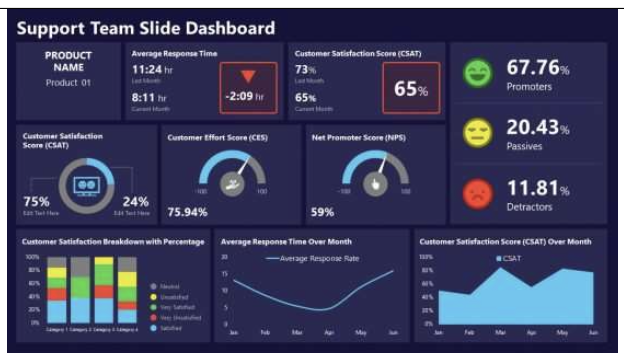 Support Team Slide Dashboard
PRODUCT
NAME
Product 01
Average Response Time
11:24 hr
Last Month
8:11 hr
Current Month
-2:09 hr
Customer Satisfaction Score (CSAT)
73%
Last Month
65%
Current Month
65%
67.76%
Promoters
20.43%
Passives
11.81%
Detractors
Customer Satisfaction
Score (CSAT)
75%
Edit Text Here
24%
Edit Text Here
Customer Effort Score (CES)
-100
100
75.94%
Net Promoter Score (NPS)
-100
100
59%
Customer Satisfaction Breakdown with Percentage
100%
80%
60%
40%
20%
0%
Category 1 Category 2 Category 3 Category 4
Neutral
Unsatisfied
Very Satisfied
Very Unsatisfied
Satisfied
Average Response Time Over Month
Average Response Rate
20
15
10
5
0
Jan Feb Mar Apr May Jun
Customer Satisfaction Score (CSAT) Over Month
CSAT
100%
80%
60%
40%
20%
0%
Jan Feb Mar Apr May Jun